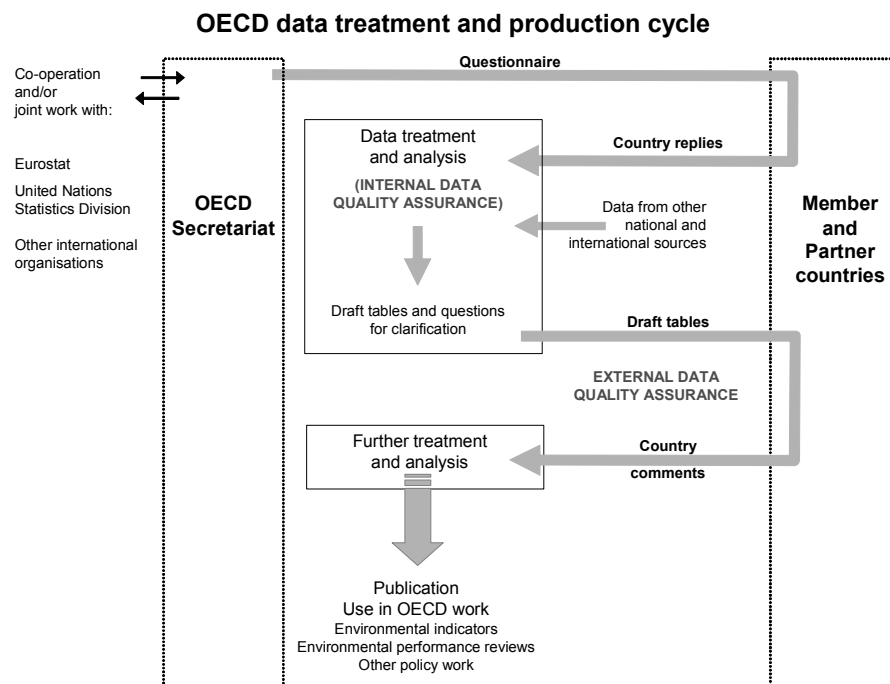 OECD data treatment and production cycle
Co-operation
and/or
joint work with:
Eurostat
United Nations
Statistics Division
Other international
organisations
OECD
Secretariat
Questionnaire
Data treatment
and analysis
(INTERNAL DATA
QUALITY ASSURANCE)
Country replies
Data from other
national and
international sources
Member
and
Partner
countries
Draft tables and questions
for clarification
Draft tables
EXTERNAL DATA
QUALITY ASSURANCE
Further treatment
and analysis
Country
comments
Publication
Use in OECD work
Environmental indicators
Environmental performance reviews
Other policy work